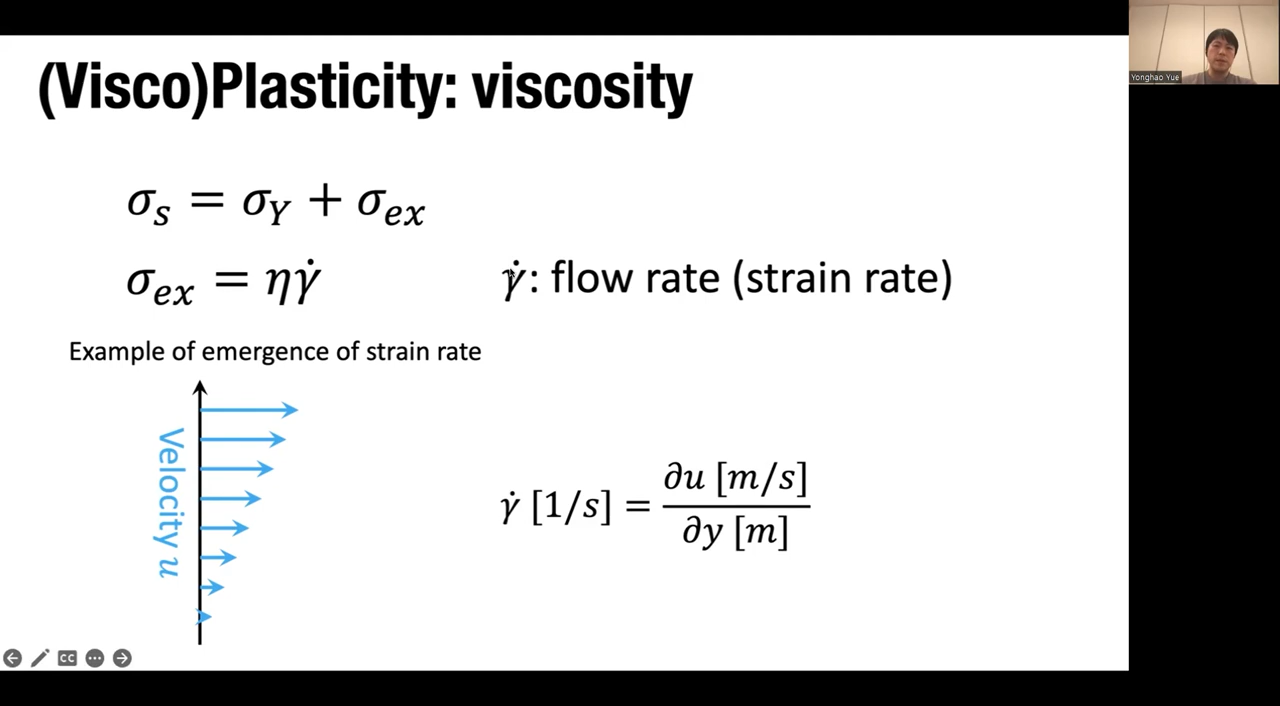 (Visco)Plasticity: viscosity
Yonghao Yue
σ_s = σ_Y + σ_ex
σ_ex = ηγ̇
γ̇: flow rate (strain rate)
Example of emergence of strain rate
Velocity u
γ̇ [1/s] = ∂u [m/s] / ∂y [m]
CC